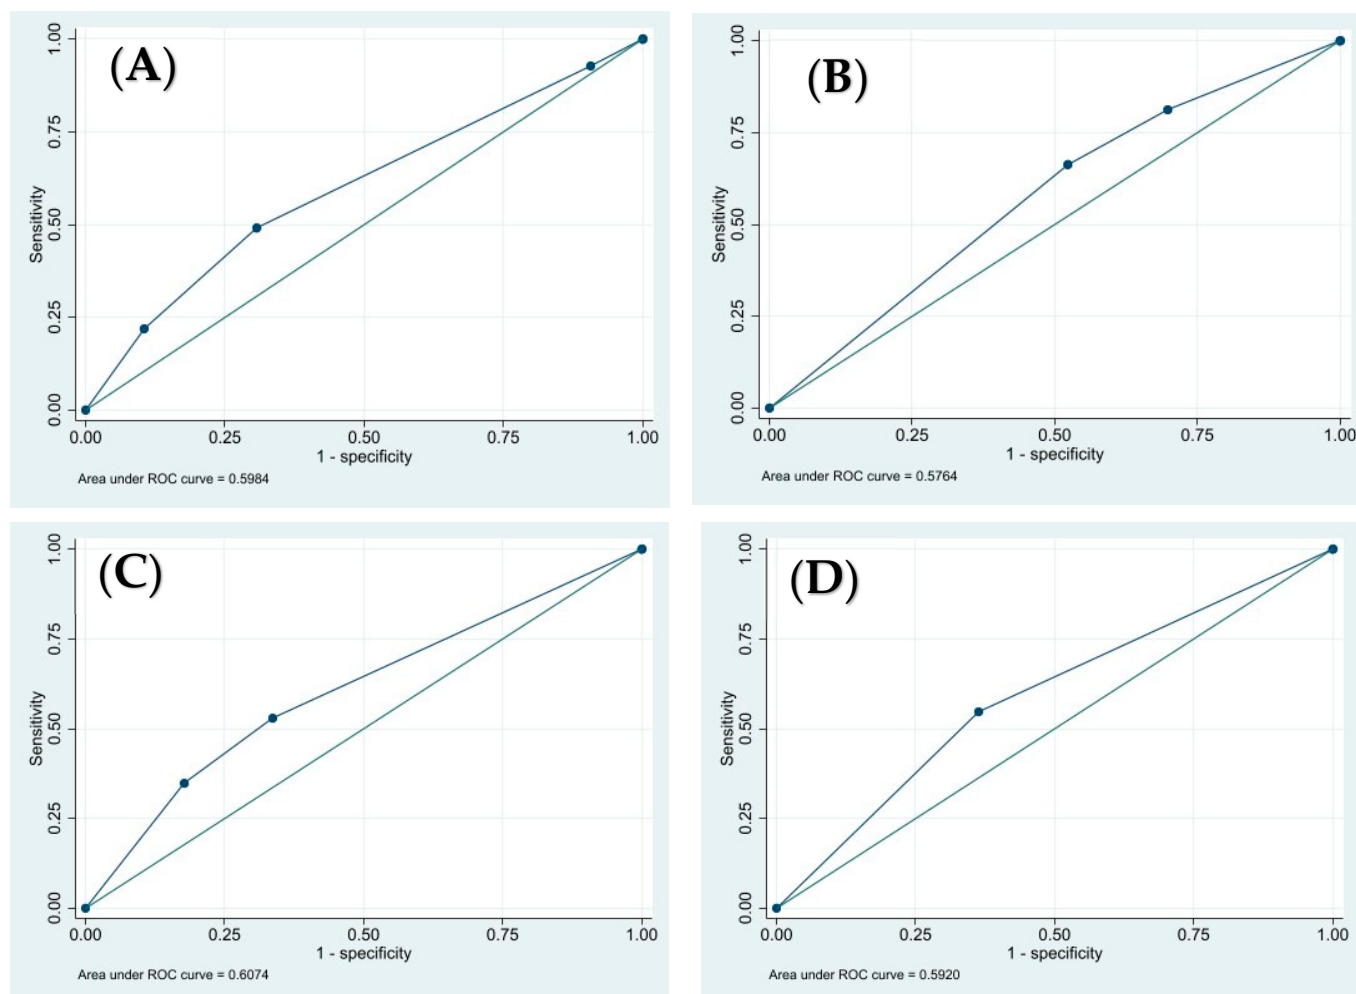 (A)
1.00
0.75
0.50
0.25
0.00
Sensitivity
0.00 0.25 0.50 0.75 1.00
1 - specificity
Area under ROC curve = 0.5984
(B)
1.00
0.75
0.50
0.25
0.00
Sensitivity
0.00 0.25 0.50 0.75 1.00
1 - specificity
Area under ROC curve = 0.5764
(C)
1.00
0.75
0.50
0.25
0.00
Sensitivity
0.00 0.25 0.50 0.75 1.00
1 - specificity
Area under ROC curve = 0.6074
(D)
1.00
0.75
0.50
0.25
0.00
Sensitivity
0.00 0.25 0.50 0.75 1.00
1 - specificity
Area under ROC curve = 0.5920